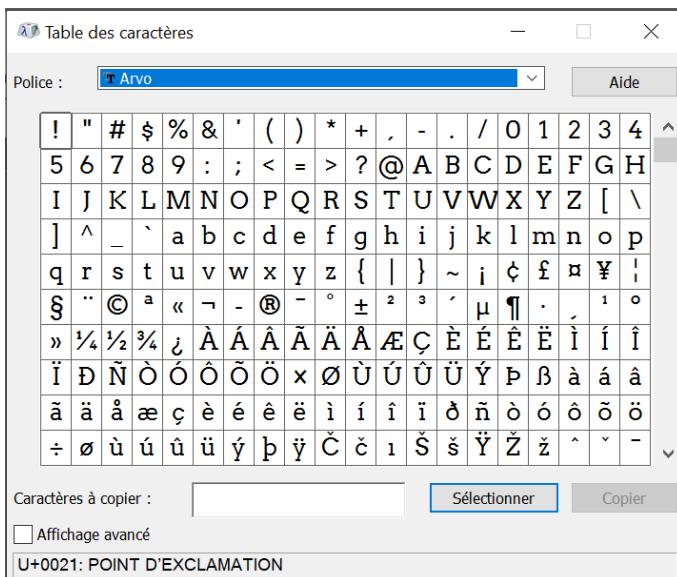 Table des caractères
Police : Arvo Aide
! " # $ % & ' ( ) * + , - . / 0 1 2 3 4
5 6 7 8 9 : ; < = > ? @ A B C D E F G H
I J K L M N O P Q R S T U V W X Y Z [ \
] ^ _ ` a b c d e f g h i j k l m n o p
q r s t u v w x y z { | } ~ ¡ ¢ £ ¤ ¥ ¦
§ ¨ © ª « ¬ - ® ¯ ° ± ² ³ ´ µ ¶ · ¸ ¹ º
» ¼ ½ ¾ ¿ À Á Â Ã Ä Å Æ Ç È É Ê Ë Ì Í Î
Ï Ð Ñ Ò Ó Ô Õ Ö × Ø Ù Ú Û Ü Ý Þ ß à á â
ã ä å æ ç è é ê ë ì í î ï ð ñ ò ó ô õ ö
÷ ø ù ú û ü ý þ ÿ Č č ı Š š Ÿ Ž ž ˆ ˇ ˉ
Caractères à copier : Sélectionner Copier
Affichage avancé
U+0021: POINT D'EXCLAMATION